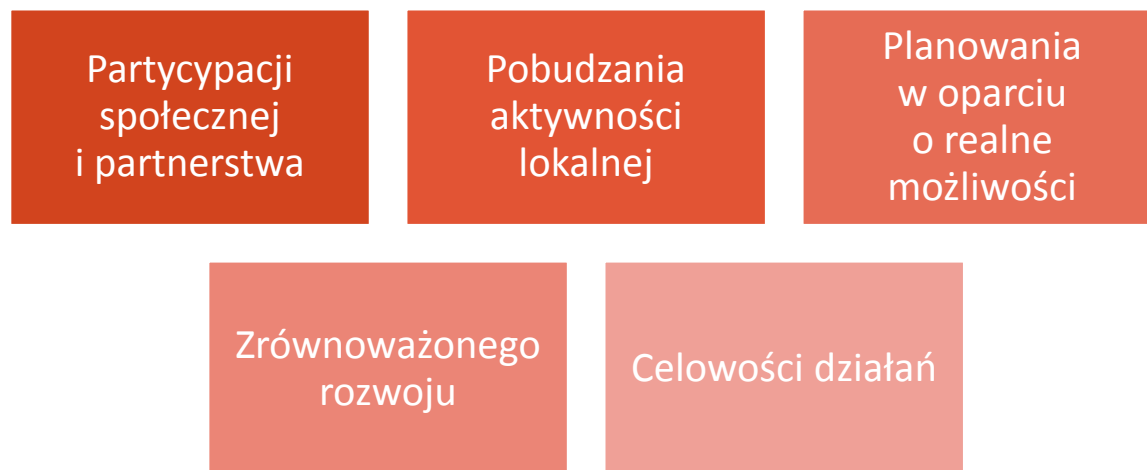 Partycypacji
społecznej
i partnerstwa
Pobudzania
aktywności
lokalnej
Planowania
w oparciu
o realne
możliwości
Zrównoważonego
rozwoju
Celowości działań